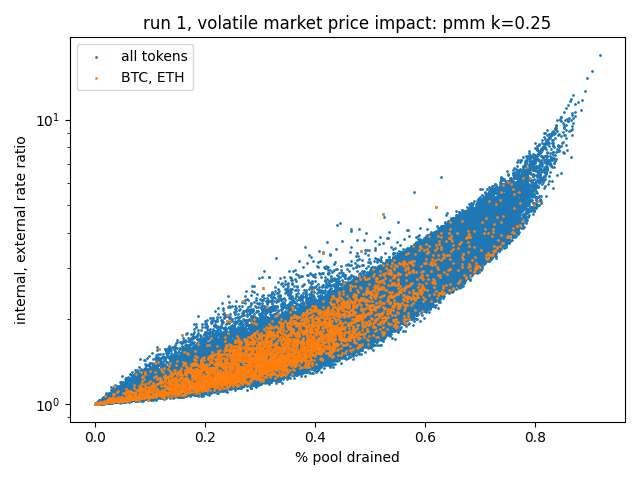 run 1, volatile market price impact: pmm k=0.25
all tokens
BTC, ETH
internal, external rate ratio
10¹
10⁰
0.0 0.2 0.4 0.6 0.8
% pool drained